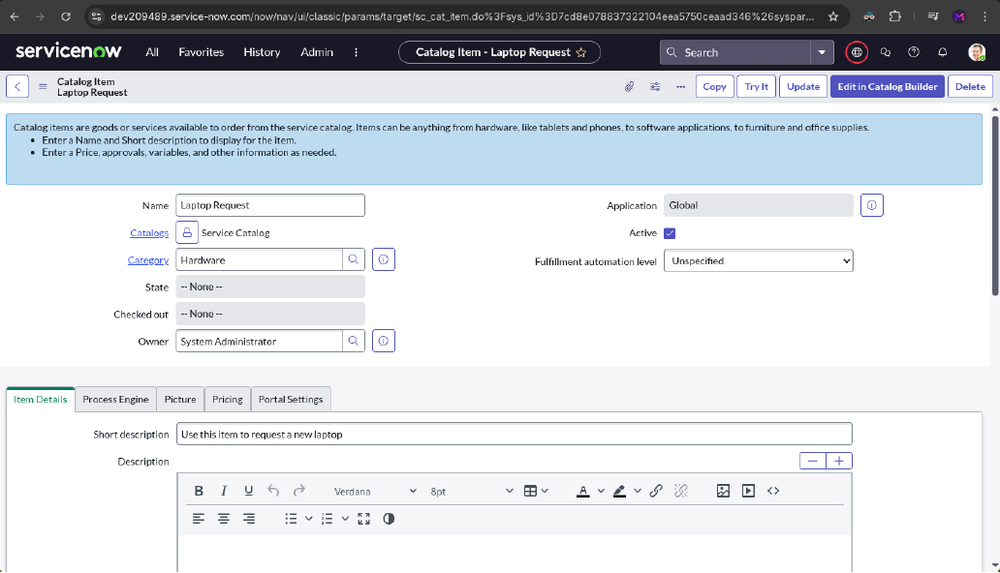 dev209489.service-now.com/now/nav/ui/classic/params/target/sc_cat_item.do%3Fsys_id%3D7cd8e078837322104eea5750ceaad346%26syspar...
servicenow All Favorites History Admin Catalog Item - Laptop Request Search
Catalog Item
Laptop Request
Copy Try It Update Edit in Catalog Builder Delete
Catalog items are goods or services available to order from the service catalog. Items can be anything from hardware, like tablets and phones, to software applications, to furniture and office supplies.
• Enter a Name and Short description to display for the item.
• Enter a Price, approvals, variables, and other information as needed.
Name Laptop Request Application Global
Catalogs Service Catalog Active
Category Hardware Fulfillment automation level Unspecified
State -- None --
Checked out -- None --
Owner System Administrator
Item Details Process Engine Picture Pricing Portal Settings
Short description Use this item to request a new laptop
Description
B I U Verdana 8pt A